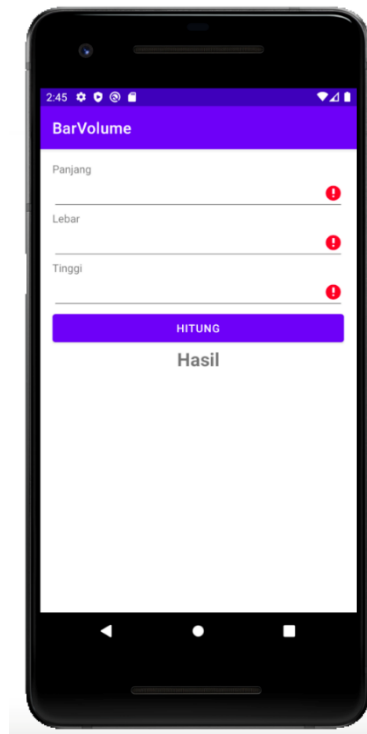 2:45
BarVolume
Panjang
Lebar
Tinggi
HITUNG
Hasil